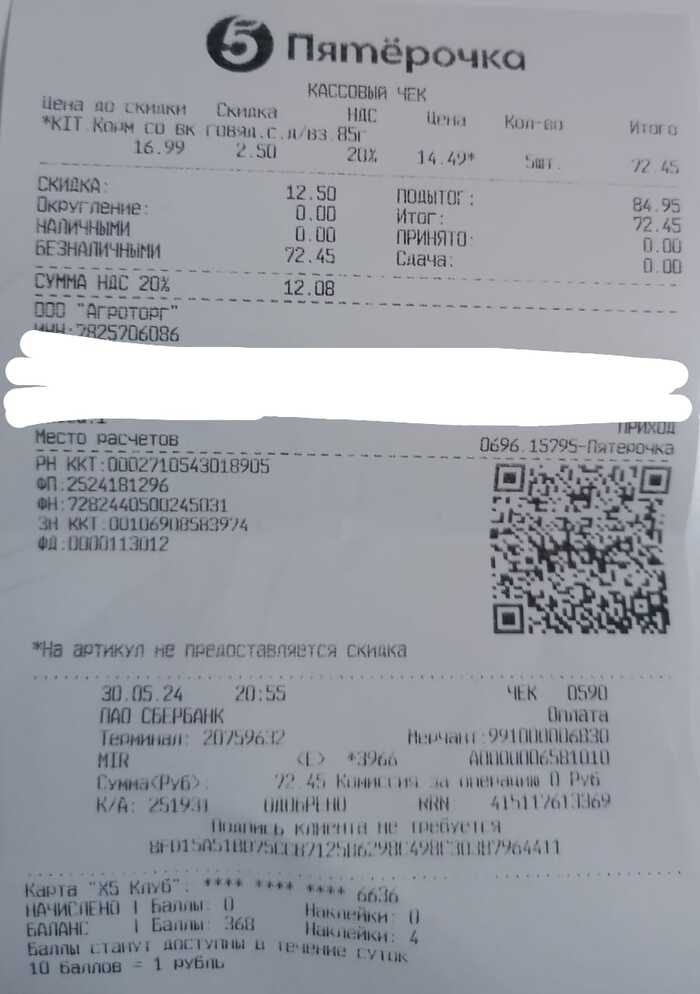 5 Пятёрочка
КАССОВЫЙ ЧЕК
Цена до скидки Скидка НДС Цена Кол-во Итого
*KIT.Корм со вк говяд.с.л/вз.85г
16.99 2.50 20% 14.49* 5шт. 72.45
СКИДКА: 12.50 ПОДЫТОГ: 84.95
Округление: 0.00 Итог: 72.45
НАЛИЧНЫМИ 0.00 ПРИНЯТО: 0.00
БЕЗНАЛИЧНЫМИ 72.45 Сдача: 0.00
СУММА НДС 20% 12.08
ООО "Агроторг"
ИНН:7825706086
ПРИХОД
Место расчетов 0696.15795-Пятерочка
РН ККТ:0002710543018905
ФП:2524181296
ФН:7282440500245031
ЗН ККТ:00106908583974
ФД:0000113012
*На артикул не предоставляется скидка
30.05.24 20:55 ЧЕК 0590
ПАО СБЕРБАНК Оплата
Терминал: 20759632 Мерчант:991000006830
MIR <E> *3966 A0000006581010
Сумма<Руб>: 72.45 Комиссия за операцию 0 Руб
К/А: 251931 ОДОБРЕНО RRN 415117613369
Подпись клиента не требуется
Карта "X5 Клуб": **** **** **** 6636
НАЧИСЛЕНО | Баллы: 0 Наклейки: 0
БАЛАНС | Баллы: 368 Наклейки: 4
Баллы станут доступны в течение суток
10 баллов = 1 рубль